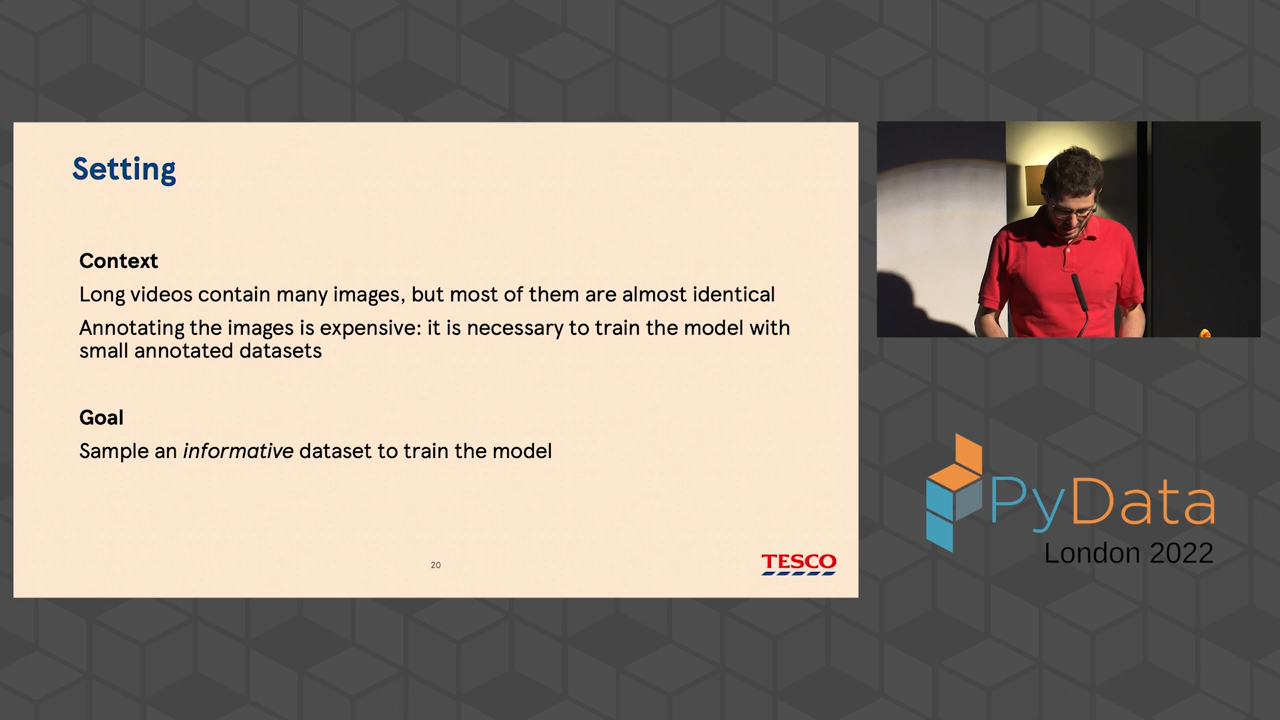 Setting
Context
Long videos contain many images, but most of them are almost identical
Annotating the images is expensive: it is necessary to train the model with
small annotated datasets
Goal
Sample an informative dataset to train the model
20
TESCO
PyData
London 2022